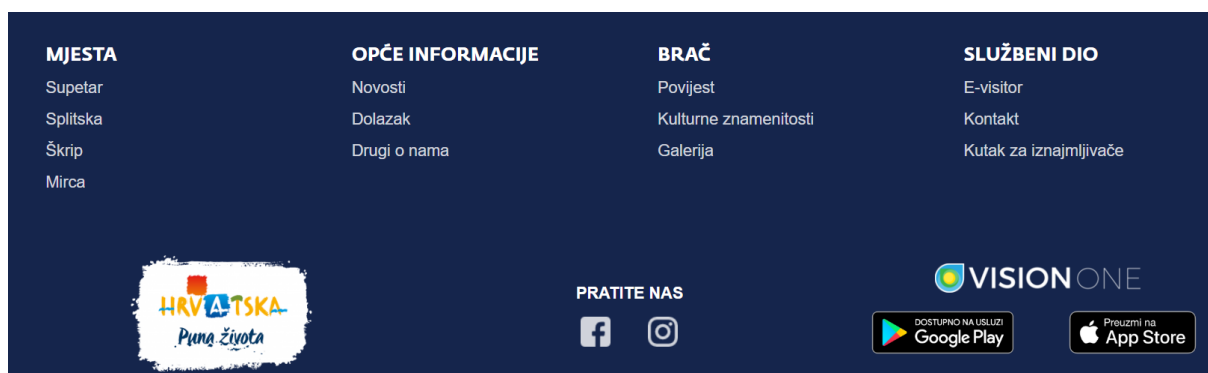 MJESTA
Supetar
Splitska
Škrip
Mirca
OPĆE INFORMACIJE
Novosti
Dolazak
Drugi o nama
BRAČ
Povijest
Kulturne znamenitosti
Galerija
SLUŽBENI DIO
E-visitor
Kontakt
Kutak za iznajmljivače
HRVATSKA
Puna života
PRATITE NAS
VISION ONE
DOSTUPNO NA USLUZI
Google Play
Preuzmi na
App Store